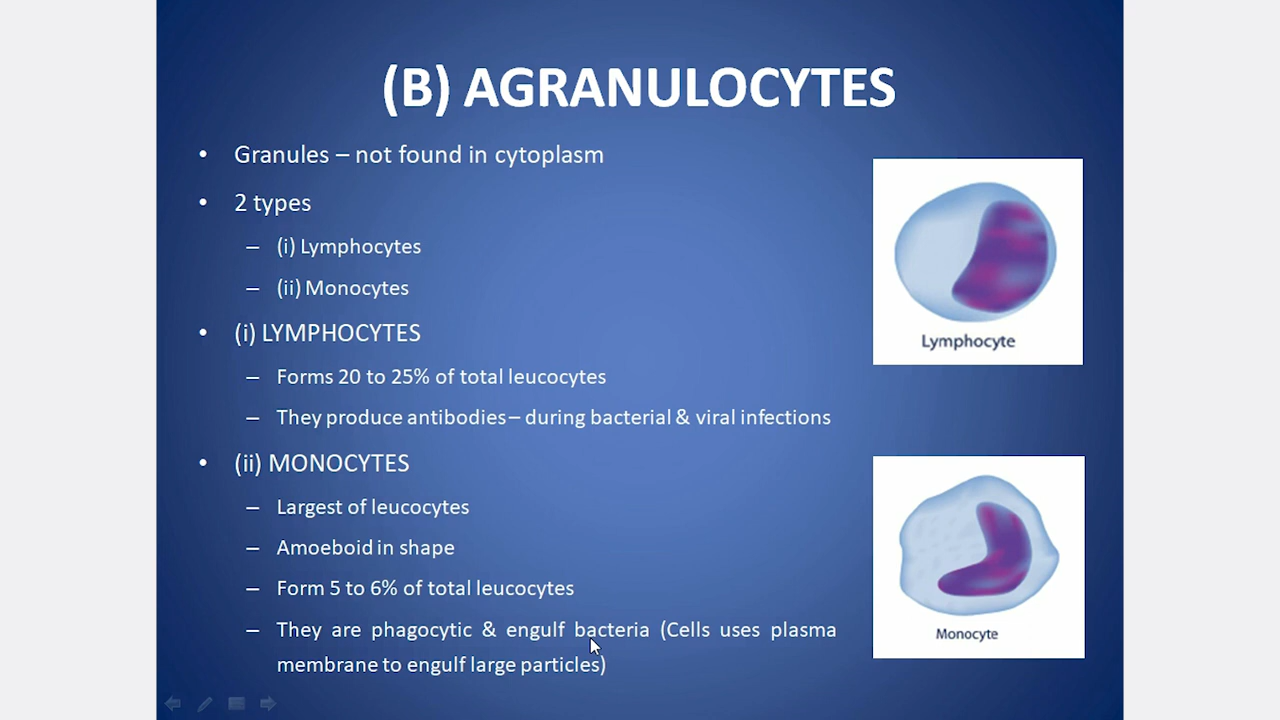 (B) AGRANULOCYTES
• Granules – not found in cytoplasm
• 2 types
– (i) Lymphocytes
– (ii) Monocytes
• (i) LYMPHOCYTES
– Forms 20 to 25% of total leucocytes
– They produce antibodies – during bacterial & viral infections
• (ii) MONOCYTES
– Largest of leucocytes
– Amoeboid in shape
– Form 5 to 6% of total leucocytes
– They are phagocytic & engulf bacteria (Cells uses plasma
membrane to engulf large particles)
Lymphocyte
Monocyte